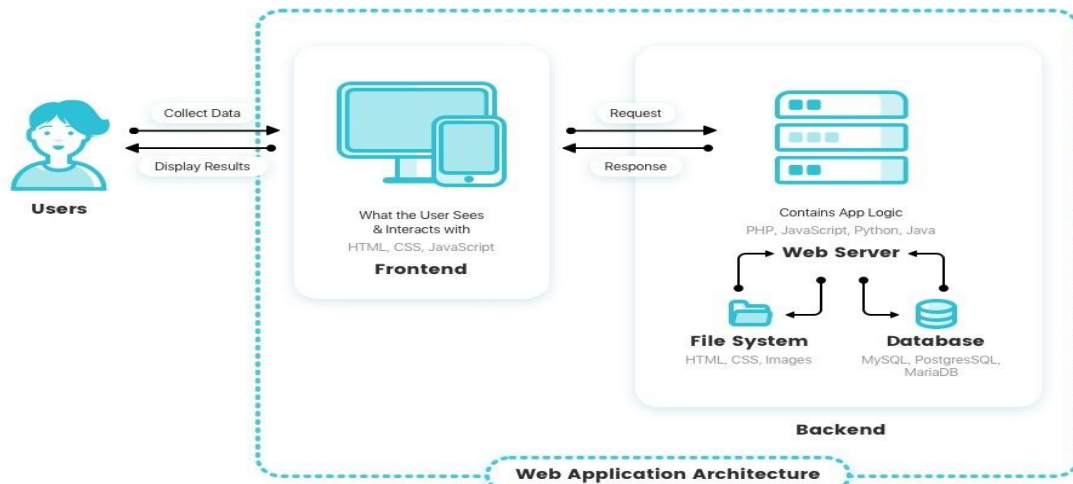 Collect Data
Display Results
Users
What the User Sees
& Interacts with
HTML, CSS, JavaScript
Frontend
Request
Response
Contains App Logic
PHP, JavaScript, Python, Java
Web Server
File System
HTML, CSS, Images
Database
MySQL, PostgresSQL,
MariaDB
Backend
Web Application Architecture